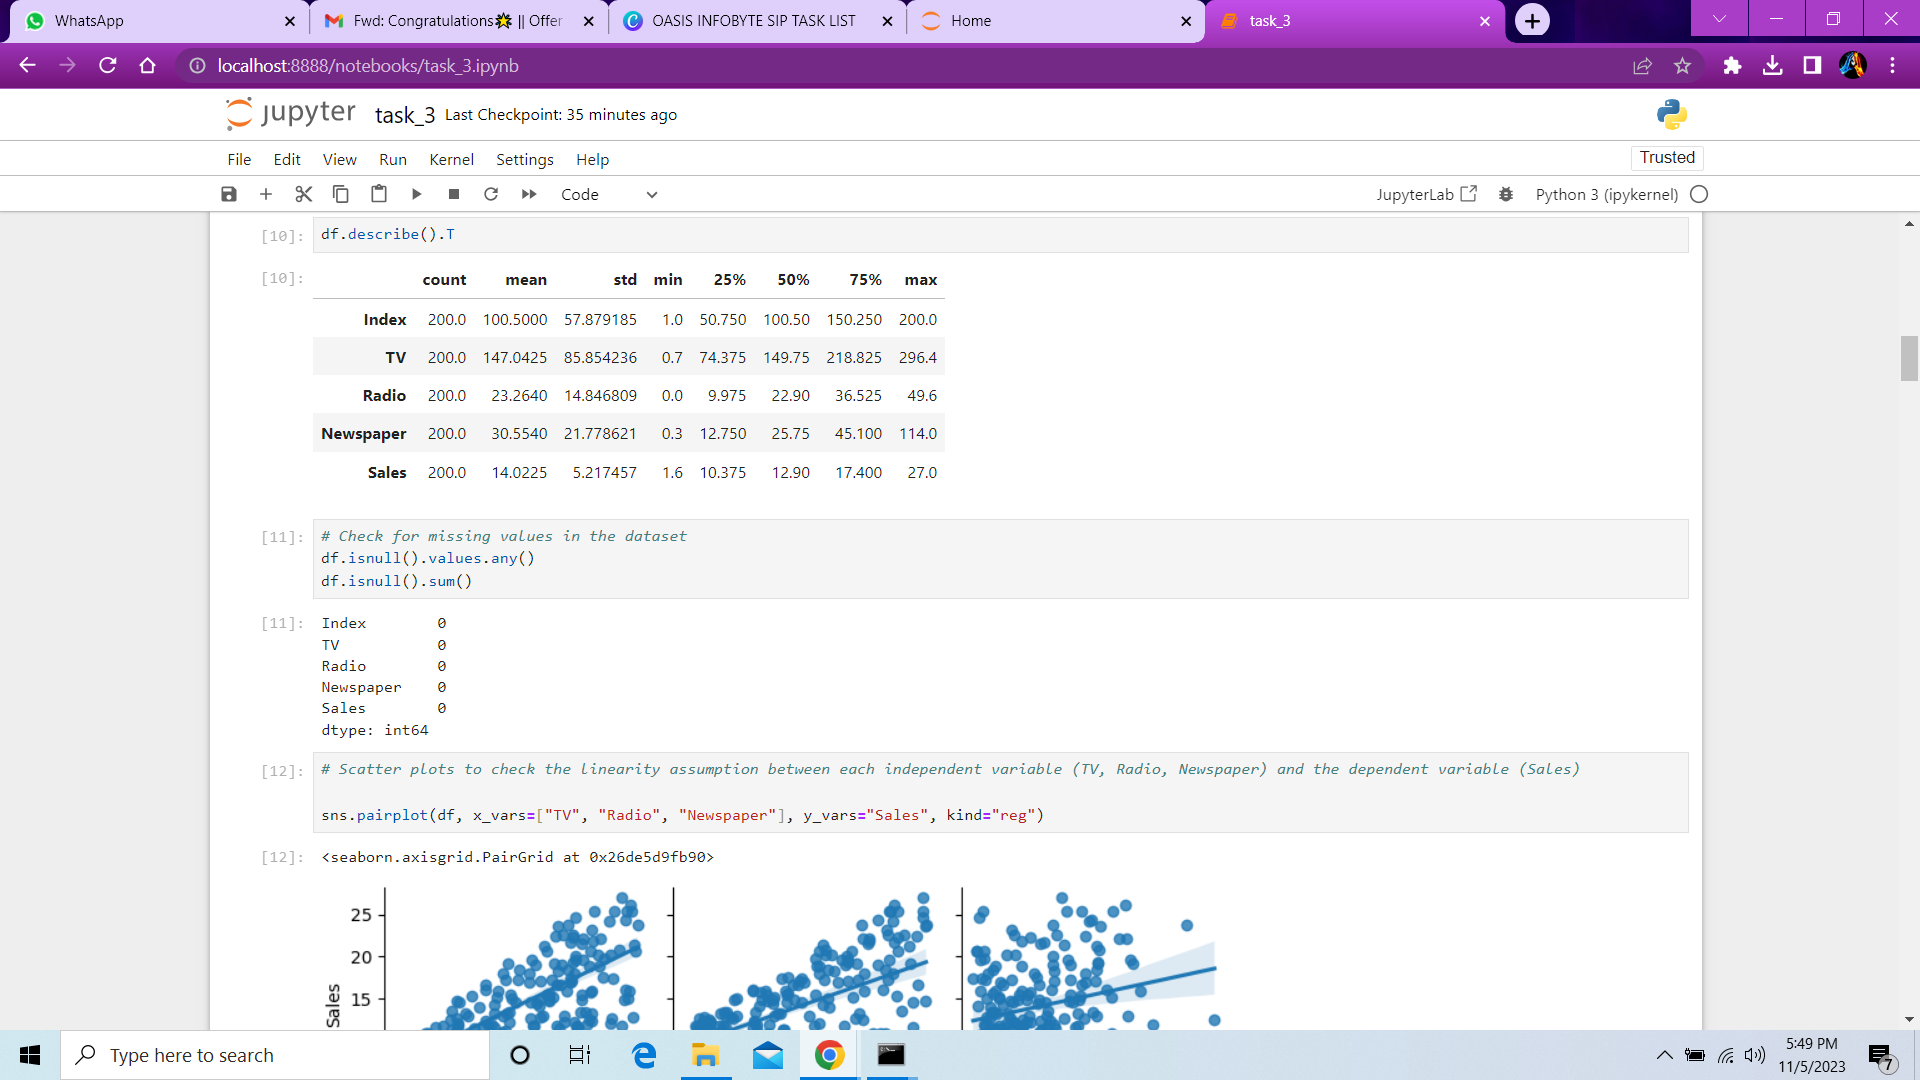 WhatsApp
Fwd: Congratulations🌟 || Offer
OASIS INFOBYTE SIP TASK LIST
Home
task_3
localhost:8888/notebooks/task_3.ipynb
jupyter task_3 Last Checkpoint: 35 minutes ago
File Edit View Run Kernel Settings Help
Trusted
Code
JupyterLab
Python 3 (ipykernel)
[10]: df.describe().T
[10]: count mean std min 25% 50% 75% max
Index 200.0 100.5000 57.879185 1.0 50.750 100.50 150.250 200.0
TV 200.0 147.0425 85.854236 0.7 74.375 149.75 218.825 296.4
Radio 200.0 23.2640 14.846809 0.0 9.975 22.90 36.525 49.6
Newspaper 200.0 30.5540 21.778621 0.3 12.750 25.75 45.100 114.0
Sales 200.0 14.0225 5.217457 1.6 10.375 12.90 17.400 27.0
[11]: # Check for missing values in the dataset
df.isnull().values.any()
df.isnull().sum()
[11]: Index 0
TV 0
Radio 0
Newspaper 0
Sales 0
dtype: int64
[12]: # Scatter plots to check the linearity assumption between each independent variable (TV, Radio, Newspaper) and the dependent variable (Sales)
sns.pairplot(df, x_vars=["TV", "Radio", "Newspaper"], y_vars="Sales", kind="reg")
[12]: <seaborn.axisgrid.PairGrid at 0x26de5d9fb90>
25
20
15
Sales
Type here to search
5:49 PM
11/5/2023
7